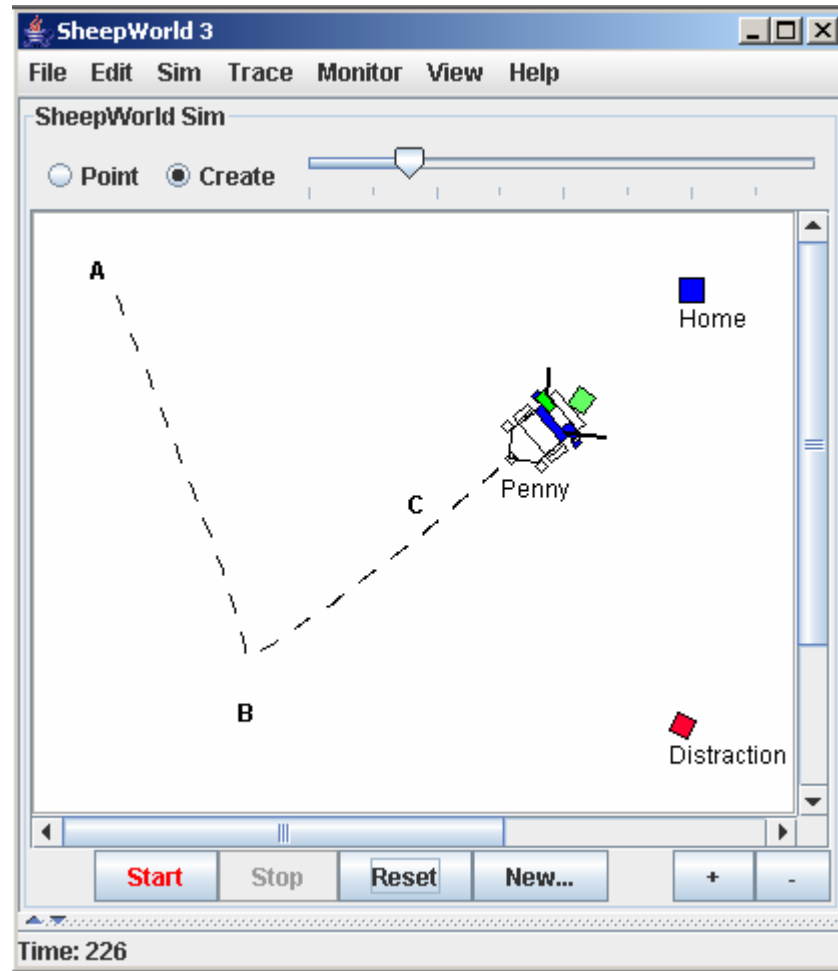 SheepWorld 3
File Edit Sim Trace Monitor View Help
SheepWorld Sim
Point Create
A
Home
Penny
C
B
Distraction
Start Stop Reset New... + -
Time: 226